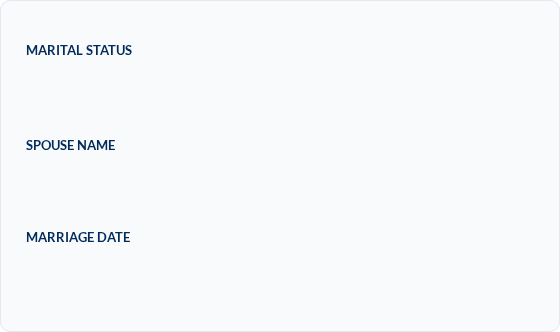 MARITAL STATUS
SPOUSE NAME
MARRIAGE DATE